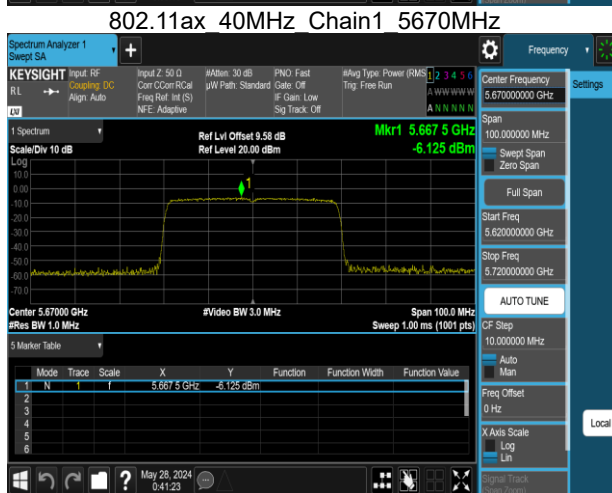 802.11ax_40MHz_Chain1_5670MHz
Spectrum Analyzer 1
Swept SA
Frequency
KEYSIGHT
RL
Input: RF
Coupling: DC
Align: Auto
Input Z: 50 Ω
Corr CCorr RCal
Freq Ref: Int (S)
NFE: Adaptive
#Atten: 30 dB
µW Path: Standard
PNO: Fast
Gate: Off
IF Gain: Low
Sig Track: Off
#Avg Type: Power (RMS
Trig: Free Run
1 2 3 4 5 6
A WWWWW
A N N N N N
Center Frequency
5.670000000 GHz
Settings
Span
100.000000 MHz
Swept Span
Zero Span
Full Span
Start Freq
5.620000000 GHz
Stop Freq
5.720000000 GHz
AUTO TUNE
CF Step
10.000000 MHz
Auto
Man
Freq Offset
0 Hz
X Axis Scale
Log
Lin
Signal Track
(Span Zoom)
Local
1 Spectrum
Scale/Div 10 dB
Ref Lvl Offset 9.58 dB
Ref Level 20.00 dBm
Mkr1 5.667 5 GHz
-6.125 dBm
Log
10.0
0.00
-10.0
-20.0
-30.0
-40.0
-50.0
-60.0
-70.0
1
Center 5.67000 GHz
#Res BW 1.0 MHz
#Video BW 3.0 MHz
Span 100.0 MHz
Sweep 1.00 ms (1001 pts)
5 Marker Table
Mode Trace Scale X Y Function Function Width Function Value
1 N 1 f 5.667 5 GHz -6.125 dBm
2
3
4
5
6
?
May 28, 2024
0:41:23